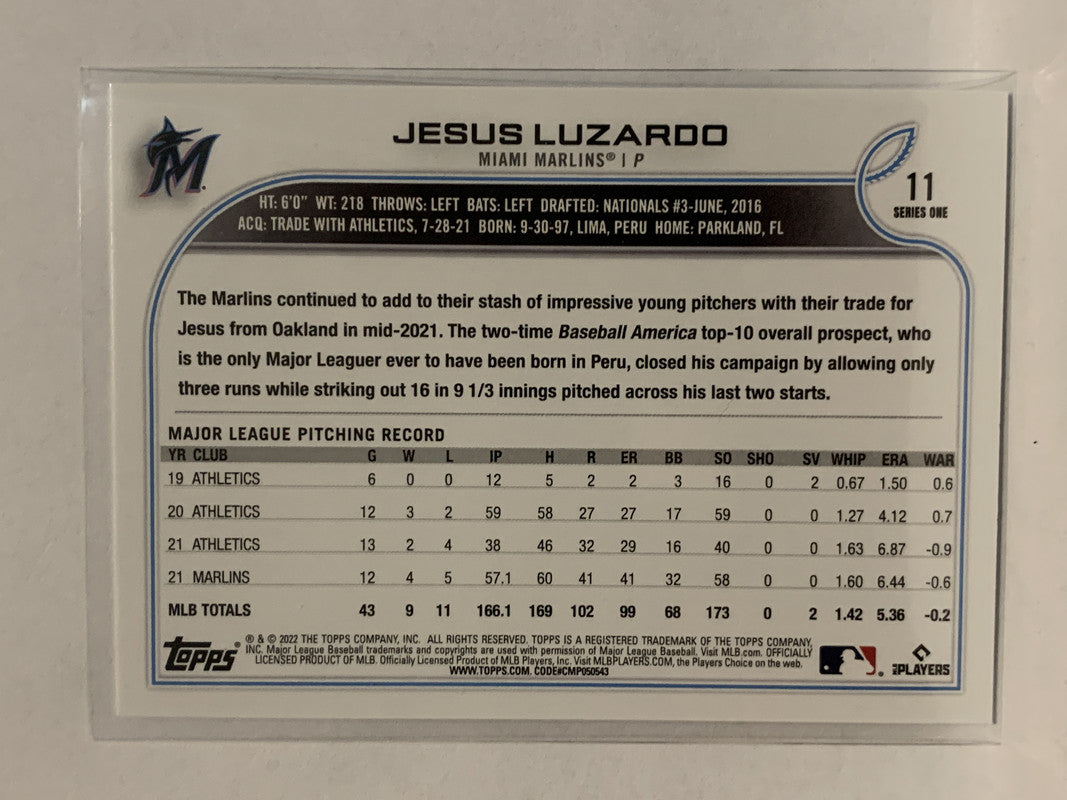 JESUS LUZARDO
MIAMI MARLINS® | P
11
SERIES ONE
HT: 6'0" WT: 218 THROWS: LEFT BATS: LEFT DRAFTED: NATIONALS #3-JUNE, 2016
ACQ: TRADE WITH ATHLETICS, 7-28-21 BORN: 9-30-97, LIMA, PERU HOME: PARKLAND, FL
The Marlins continued to add to their stash of impressive young pitchers with their trade for
Jesus from Oakland in mid-2021. The two-time Baseball America top-10 overall prospect, who
is the only Major Leaguer ever to have been born in Peru, closed his campaign by allowing only
three runs while striking out 16 in 9 1/3 innings pitched across his last two starts.
MAJOR LEAGUE PITCHING RECORD
YR CLUB G W L IP H R ER BB SO SHO SV WHIP ERA WAR
19 ATHLETICS 6 0 0 12 5 2 2 3 16 0 2 0.67 1.50 0.6
20 ATHLETICS 12 3 2 59 58 27 27 17 59 0 0 1.27 4.12 0.7
21 ATHLETICS 13 2 4 38 46 32 29 16 40 0 0 1.63 6.87 -0.9
21 MARLINS 12 4 5 57.1 60 41 41 32 58 0 0 1.60 6.44 -0.6
MLB TOTALS 43 9 11 166.1 169 102 99 68 173 0 2 1.42 5.36 -0.2
topps
® & © 2022 THE TOPPS COMPANY, INC. ALL RIGHTS RESERVED. TOPPS IS A REGISTERED TRADEMARK OF THE TOPPS COMPANY,
INC. Major League Baseball trademarks and copyrights are used with permission of Major League Baseball. Visit MLB.com. OFFICIALLY
LICENSED PRODUCT OF MLB. Officially Licensed Product of MLB Players, Inc. Visit MLBPLAYERS.COM, the Players Choice on the web.
WWW.TOPPS.COM. CODE#CMP050543
MLB PLAYERS